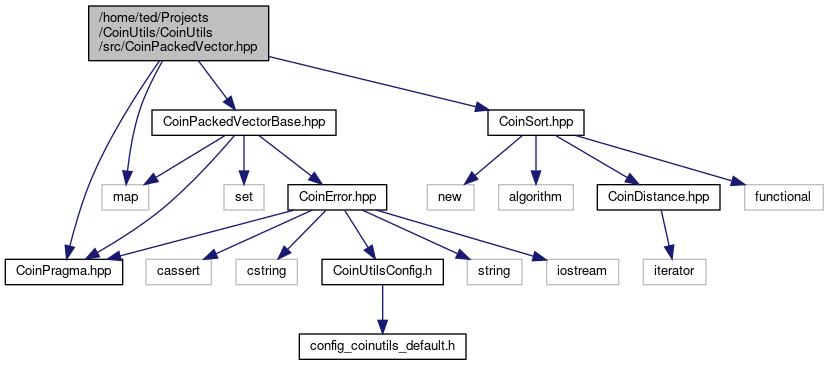 /home/ted/Projects
/CoinUtils/CoinUtils
/src/CoinPackedVector.hpp
CoinPackedVectorBase.hpp
CoinSort.hpp
map
set
CoinError.hpp
new
algorithm
CoinDistance.hpp
functional
CoinPragma.hpp
cassert
cstring
CoinUtilsConfig.h
string
iostream
iterator
config_coinutils_default.h